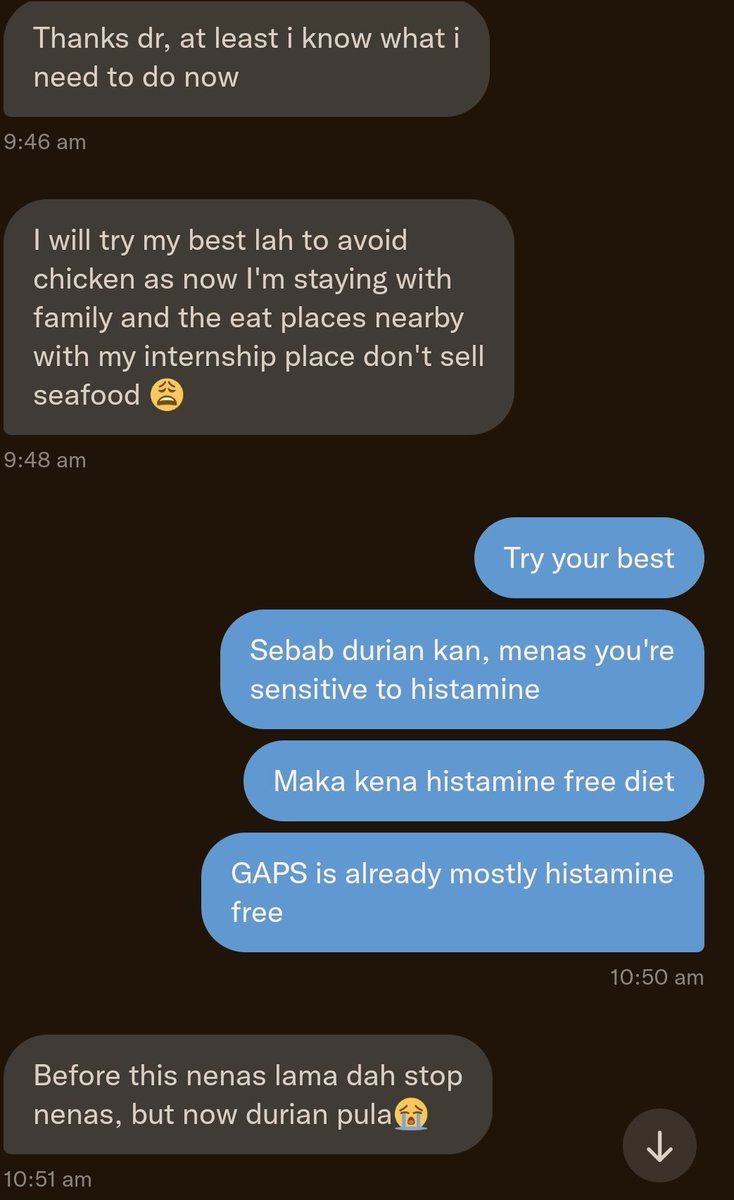 Thanks dr, at least i know what i
need to do now
9:46 am
I will try my best lah to avoid
chicken as now I'm staying with
family and the eat places nearby
with my internship place don't sell
seafood 😩
9:48 am
Try your best
Sebab durian kan, menas you're
sensitive to histamine
Maka kena histamine free diet
GAPS is already mostly histamine
free
10:50 am
Before this nenas lama dah stop
nenas, but now durian pula😭
10:51 am